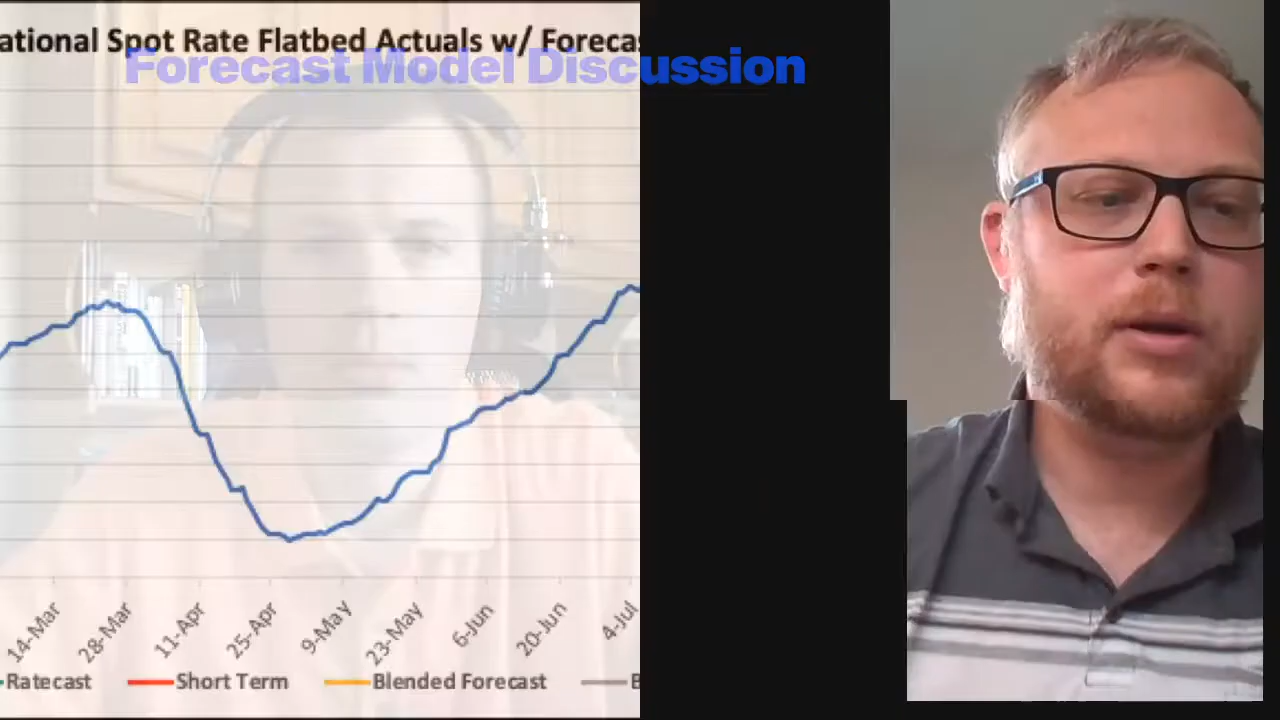 ational Spot Rate Flatbed Actuals w/ Foreca
Forecast Model Discussion
14-Mar
28-Mar
11-Apr
25-Apr
9-May
23-May
6-Jun
20-Jun
4-Jul
Ratecast
Short Term
Blended Forecast